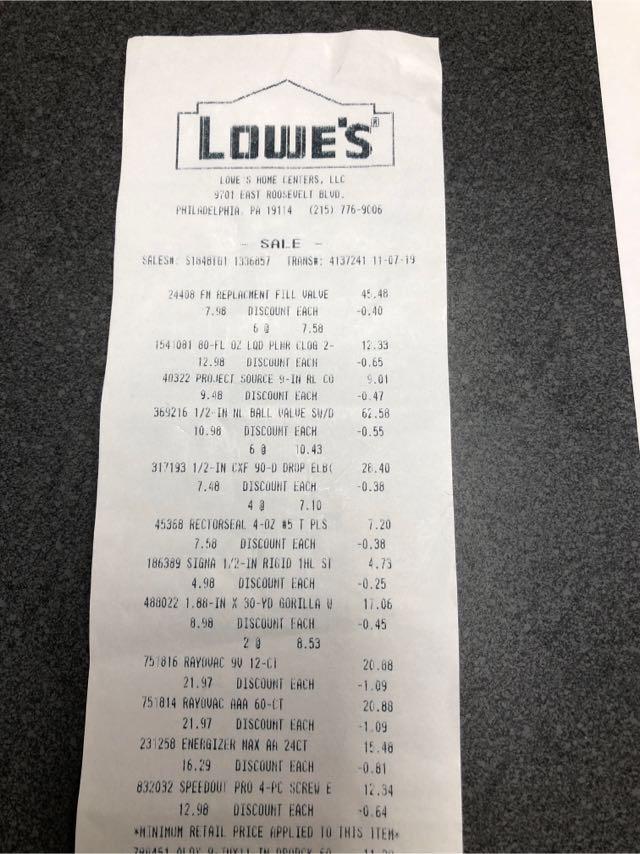 LOWE'S®
LOWE'S HOME CENTERS, LLC
9701 EAST ROOSEVELT BLVD.
PHILADELPHIA, PA 19114 (215) 776-9006
- SALE -
SALES#: S1848IG1 1336857 TRANS#: 4137241 11-07-19
24408 FM REPLACMENT FILL VALVE 45.48
7.98 DISCOUNT EACH -0.40
6 @ 7.58
1541081 80-FL OZ LQD PLMR CLOG 2- 12.33
12.98 DISCOUNT EACH -0.65
40322 PROJECT SOURCE 9-IN RL CO 9.01
9.48 DISCOUNT EACH -0.47
369216 1/2-IN NL BALL VALVE SW/D 62.58
10.98 DISCOUNT EACH -0.55
6 @ 10.43
317193 1/2-IN CXF 90-D DROP ELB( 28.40
7.48 DISCOUNT EACH -0.38
4 @ 7.10
45368 RECTORSEAL 4-OZ #5 T PLS 7.20
7.58 DISCOUNT EACH -0.38
186389 SIGMA 1/2-IN RIGID 1HL ST 4.73
4.98 DISCOUNT EACH -0.25
488022 1.88-IN X 30-YD GORILLA W 17.06
8.98 DISCOUNT EACH -0.45
2 @ 8.53
751816 RAYOVAC 9V 12-CT 20.88
21.97 DISCOUNT EACH -1.09
751814 RAYOVAC AAA 60-CT 20.88
21.97 DISCOUNT EACH -1.09
231258 ENERGIZER MAX AA 24CT 15.48
16.29 DISCOUNT EACH -0.81
832032 SPEEDOUT PRO 4-PC SCREW E 12.34
12.98 DISCOUNT EACH -0.64
*MINIMUM RETAIL PRICE APPLIED TO THIS ITEM*